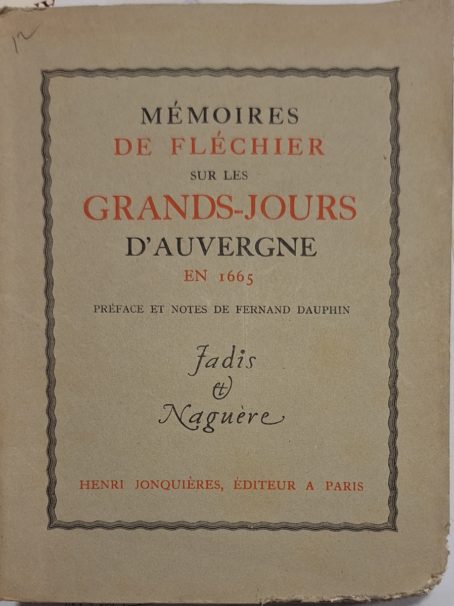 12
MÉMOIRES
DE FLÉCHIER
SUR LES
GRANDS-JOURS
D'AUVERGNE
EN 1665
PRÉFACE ET NOTES DE FERNAND DAUPHIN
Jadis
&
Naguère
HENRI JONQUIÈRES, ÉDITEUR A PARIS